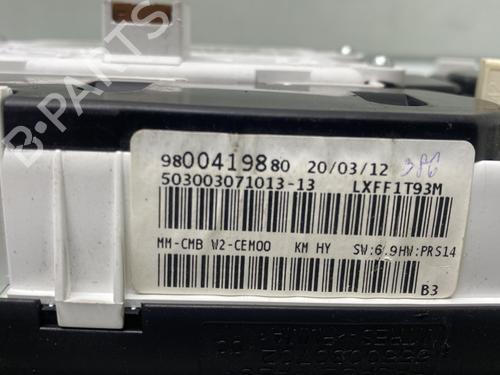 B-PARTS
9800419880 20/03/12 386
503003071013-13 LXFF1T93M
MM-CMB W2-CEM00 KM HY SW:6.9HW:PRS14
B3